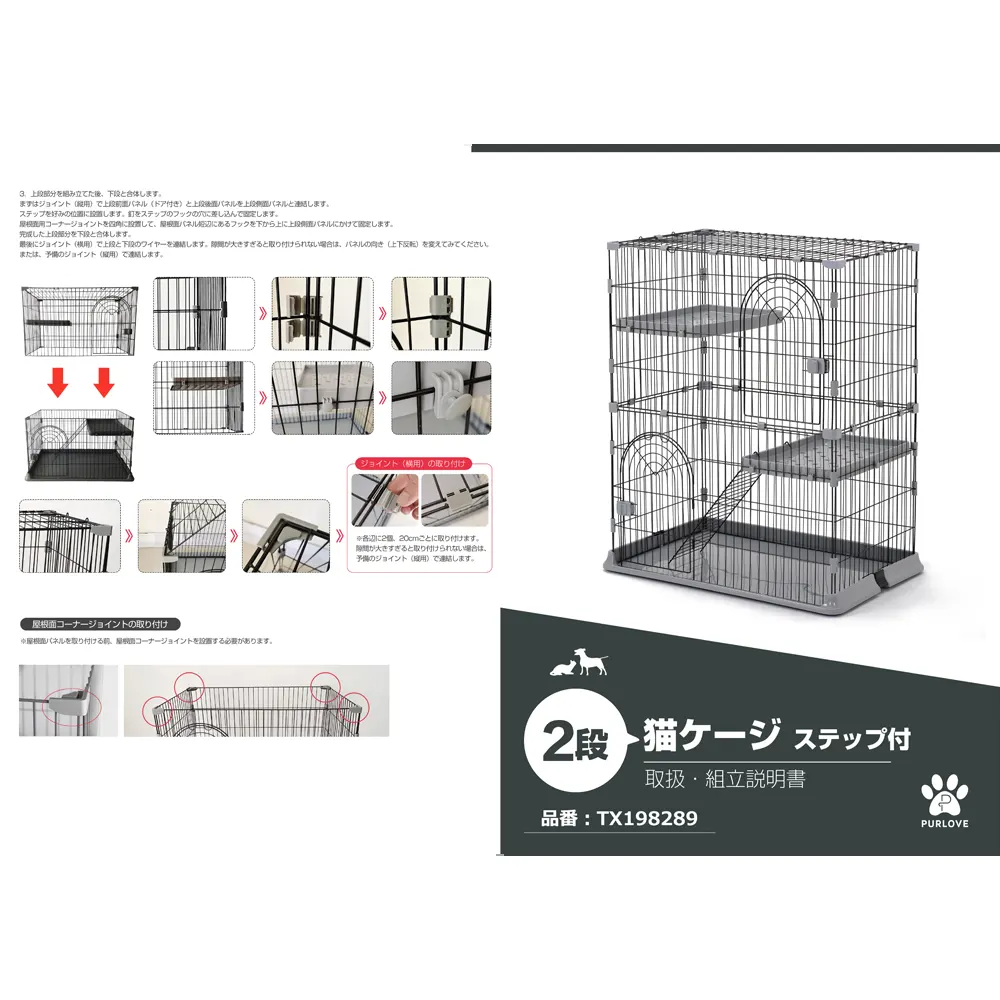 3. 上段部分を組み立てた後、下段と合体します。
まずはジョイント（縦用）で上段前面パネル（ドア付き）と上段後面パネルを上段側面パネルと連結します。
ステップを好みの位置に設置します。釘をステップのフックの穴に差し込んで固定します。
屋根面用コーナージョイントを四角に設置して、屋根面パネル短辺にあるフックを下から上に上段側面パネルにかけて固定します。
完成した上段部分を下段と合体します。
最後にジョイント（横用）で上段と下段のワイヤーを連結します。隙間が大きすぎると取り付けられない場合は、パネルの向き（上下反転）を変えてみてください。
または、予備のジョイント（縦用）で連結します。
ジョイント（横用）の取り付け
※各辺に2個、20cmごとに取り付けます。
隙間が大きすぎると取り付けられない場合は、
予備のジョイント（縦用）で連結します。
屋根面コーナージョイントの取り付け
※屋根面パネルを取り付ける前、屋根面コーナージョイントを設置する必要があります。
2段
猫ケージ ステップ付
取扱・組立説明書
品番：TX198289
PURLOVE